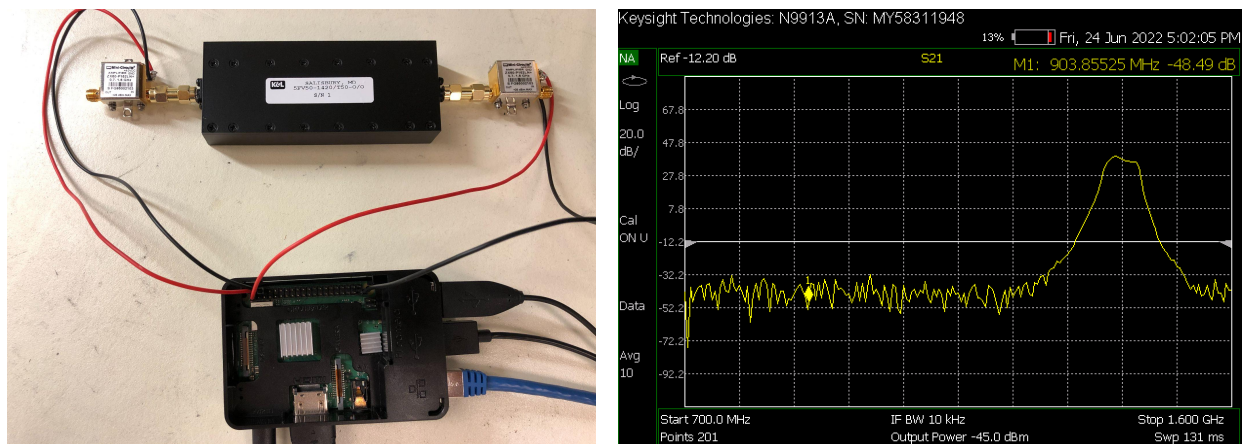 Mini-Circuits
K&L
SALISBURY, MD.
5FV50-1420/T50-O/O
S/N 1
Keysight Technologies: N9913A, SN: MY58311948
13% Fri, 24 Jun 2022 5:02:05 PM
NA
Ref -12.20 dB
S21
M1: 903.85525 MHz -48.49 dB
Log
20.0
dB/
Cal
ON U
Data
Avg
10
67.8
47.8
27.8
7.8
-12.2
-32.2
-52.2
-72.2
-92.2
1
Start 700.0 MHz
IF BW 10 kHz
Stop 1.600 GHz
Points 201
Output Power -45.0 dBm
Swp 131 ms